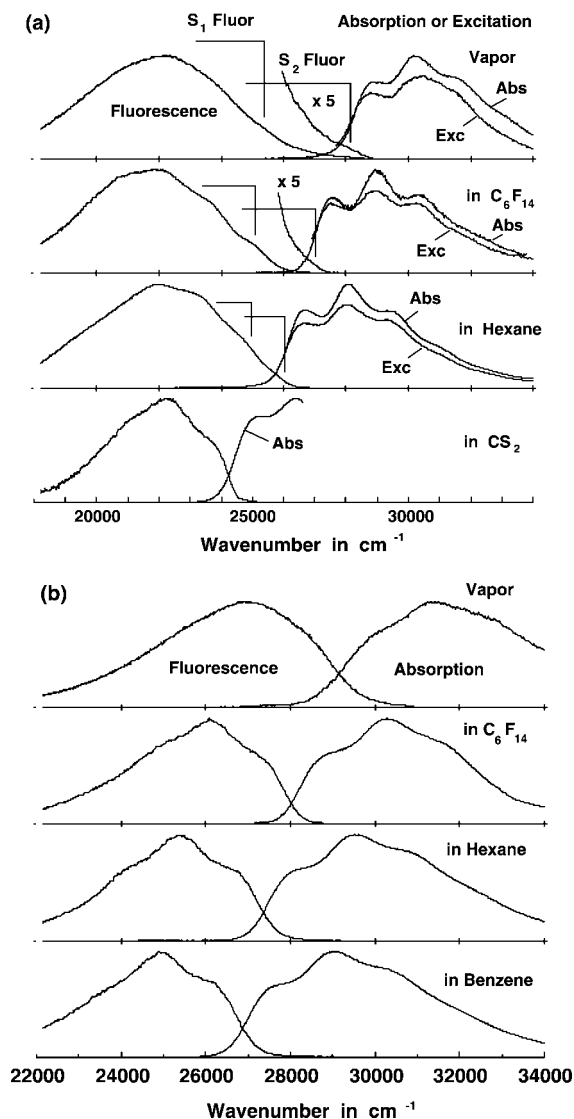 (a)
S₁ Fluor
Absorption or Excitation
S₂ Fluor
Vapor
x 5
Abs
Fluorescence
Exc
x 5
in C₆F₁₄
Abs
Exc
Abs
in Hexane
Exc
Abs
in CS₂
20000 25000 30000
Wavenumber in cm⁻¹
(b)
Vapor
Fluorescence Absorption
in C₆F₁₄
in Hexane
in Benzene
22000 24000 26000 28000 30000 32000 34000
Wavenumber in cm⁻¹